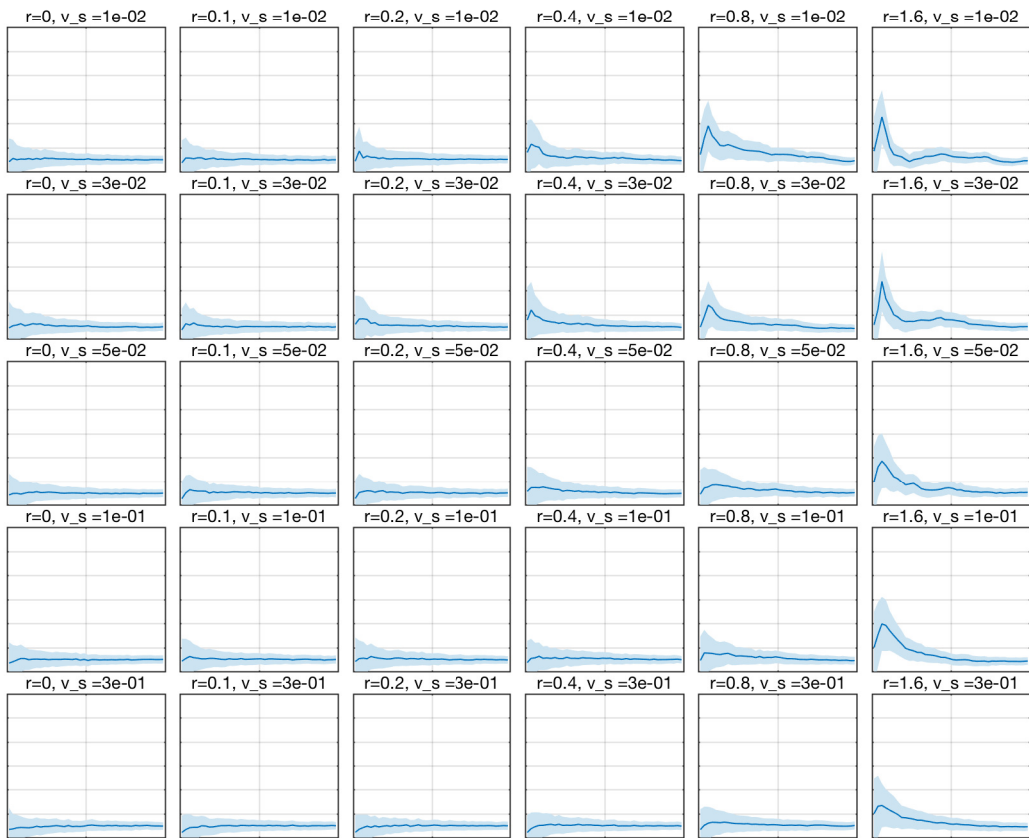 r=0, v_s =1e-02 r=0.1, v_s =1e-02 r=0.2, v_s =1e-02 r=0.4, v_s =1e-02 r=0.8, v_s =1e-02 r=1.6, v_s =1e-02
r=0, v_s =3e-02 r=0.1, v_s =3e-02 r=0.2, v_s =3e-02 r=0.4, v_s =3e-02 r=0.8, v_s =3e-02 r=1.6, v_s =3e-02
r=0, v_s =5e-02 r=0.1, v_s =5e-02 r=0.2, v_s =5e-02 r=0.4, v_s =5e-02 r=0.8, v_s =5e-02 r=1.6, v_s =5e-02
r=0, v_s =1e-01 r=0.1, v_s =1e-01 r=0.2, v_s =1e-01 r=0.4, v_s =1e-01 r=0.8, v_s =1e-01 r=1.6, v_s =1e-01
r=0, v_s =3e-01 r=0.1, v_s =3e-01 r=0.2, v_s =3e-01 r=0.4, v_s =3e-01 r=0.8, v_s =3e-01 r=1.6, v_s =3e-01